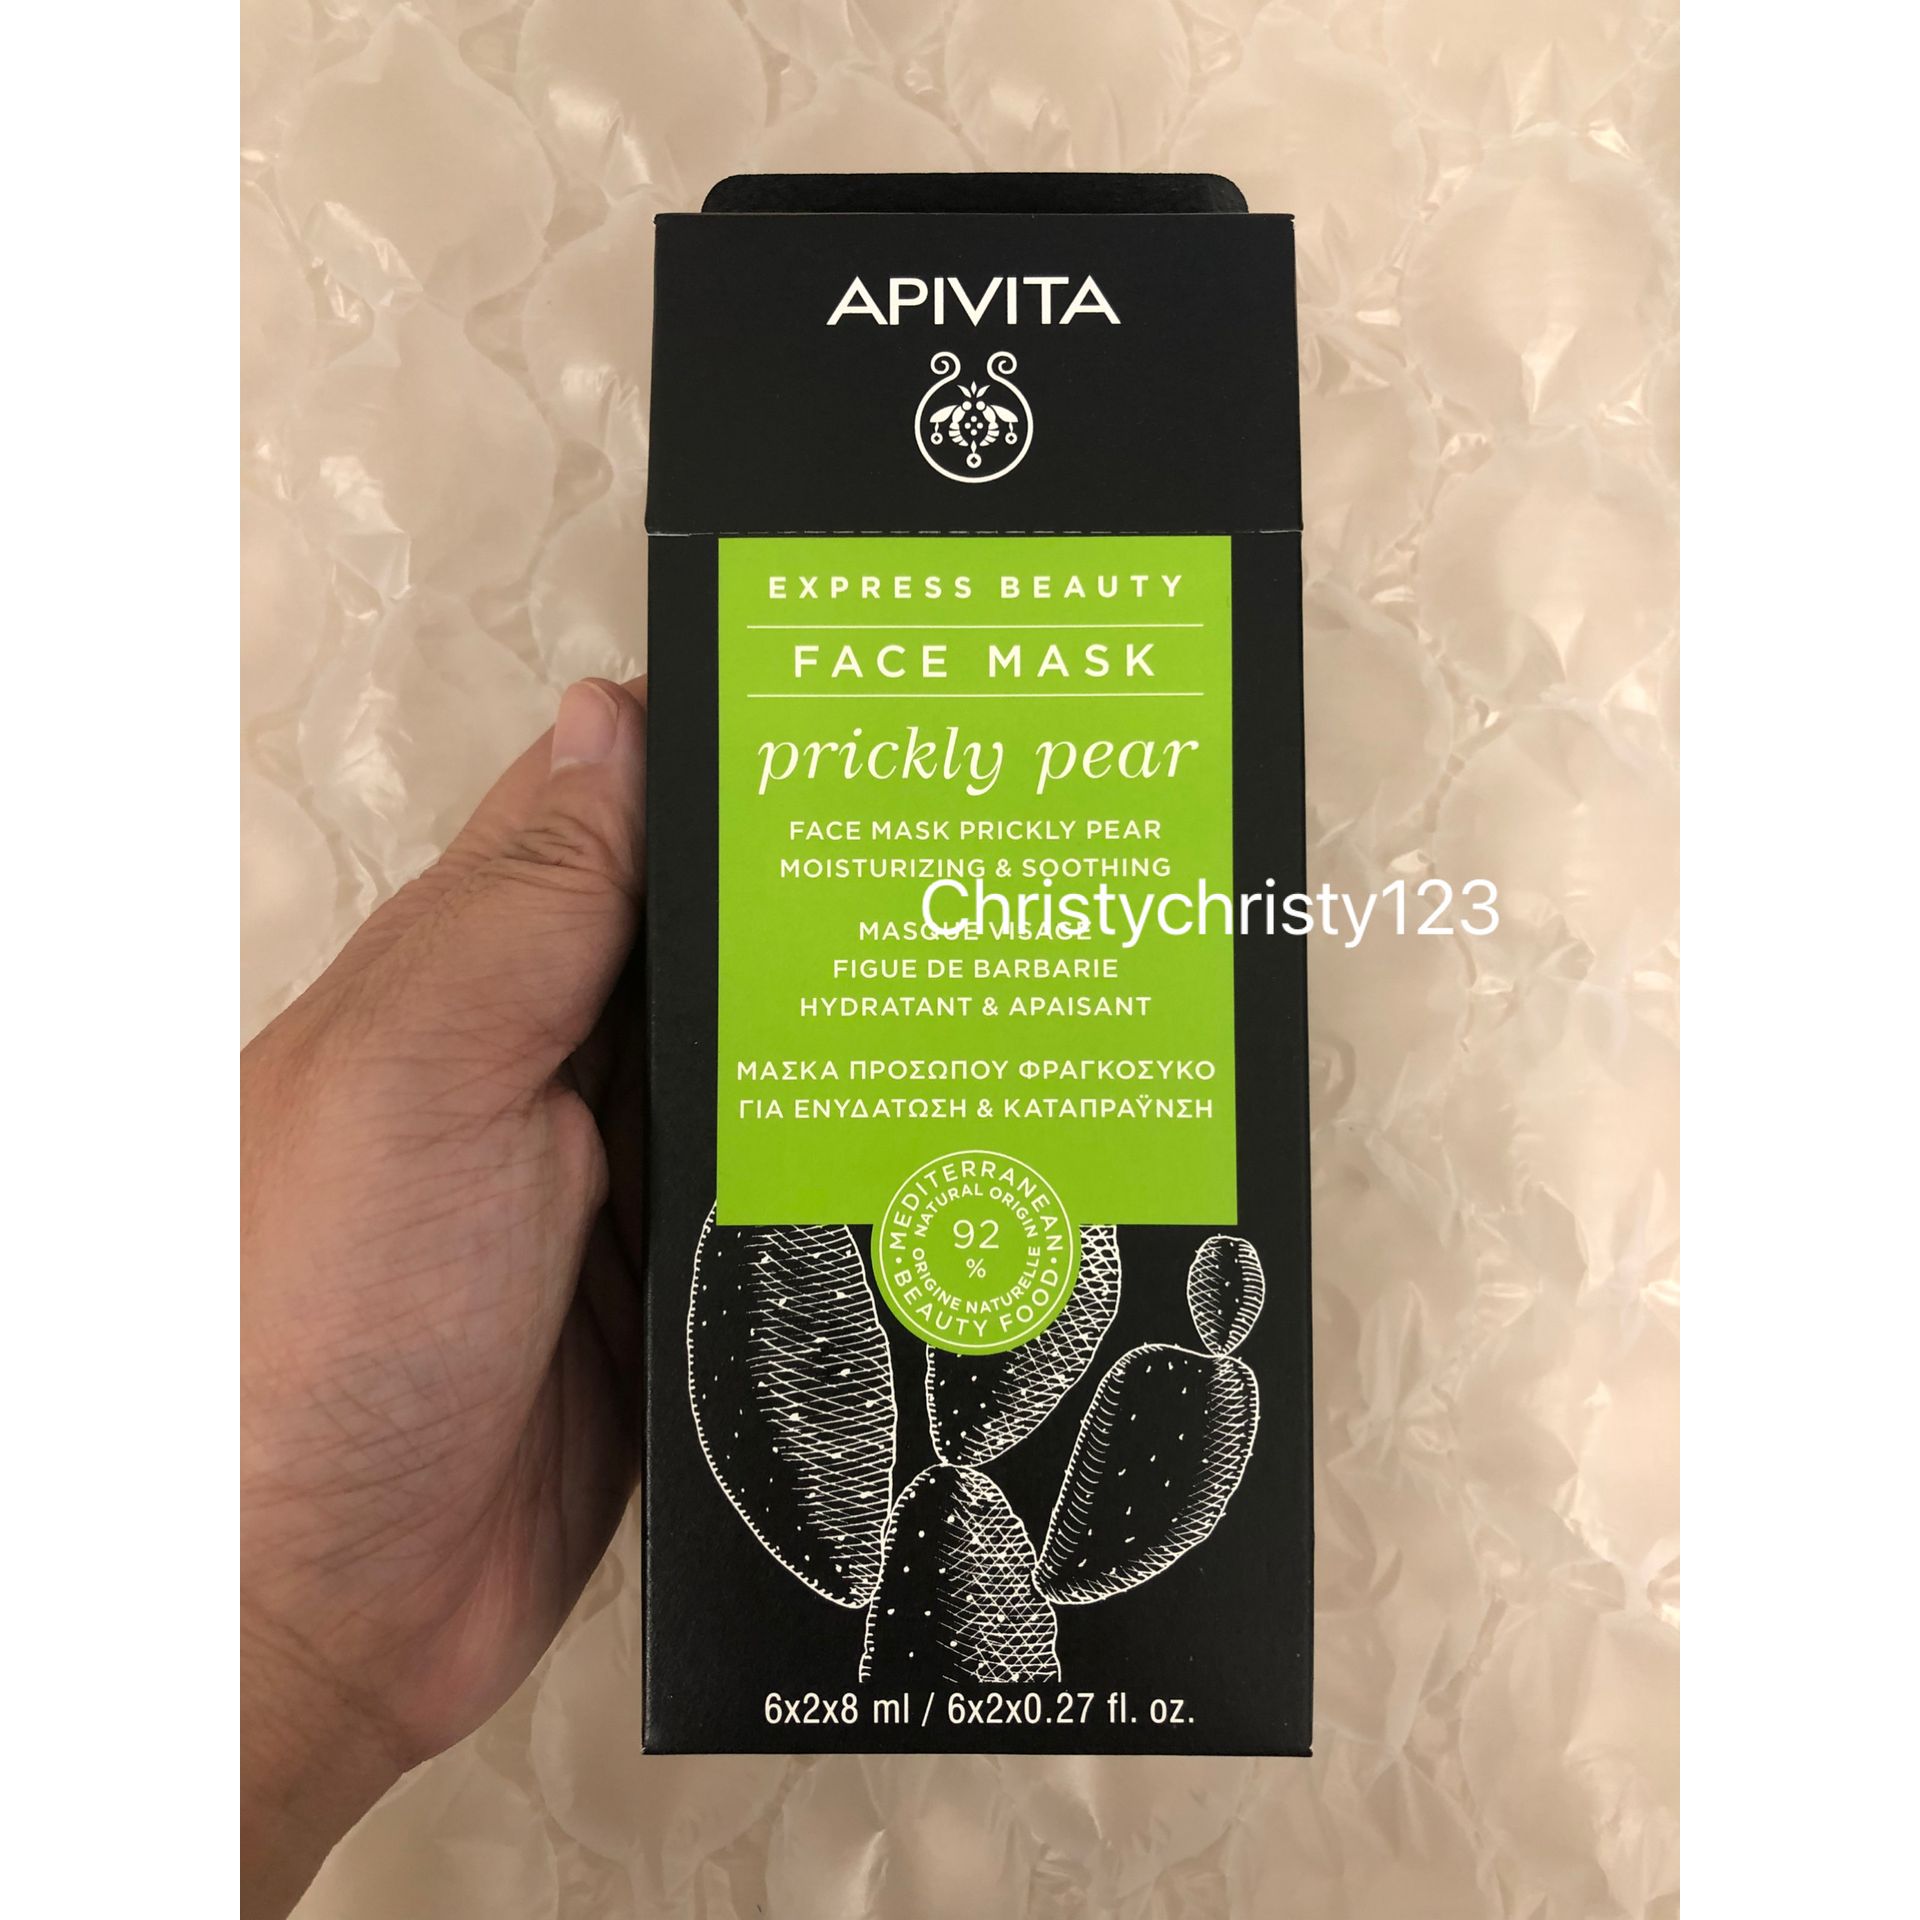 APIVITA
EXPRESS BEAUTY
FACE MASK
prickly pear
FACE MASK PRICKLY PEAR
MOISTURIZING & SOOTHING
Christychristy123
MASQUE VISAGE
FIGUE DE BARBARIE
HYDRATANT & APAISANT
ΜΑΣΚΑ ΠΡΟΣΩΠΟΥ ΦΡΑΓΚΟΣΥΚΟ
ΓΙΑ ΕΝΥΔΑΤΩΣΗ & ΚΑΤΑΠΡΑΫΝΣΗ
MEDITERRANEAN
NATURAL ORIGIN
92
%
ORIGINE NATURELLE
BEAUTY FOOD
6x2x8 ml / 6x2x0.27 fl. oz.